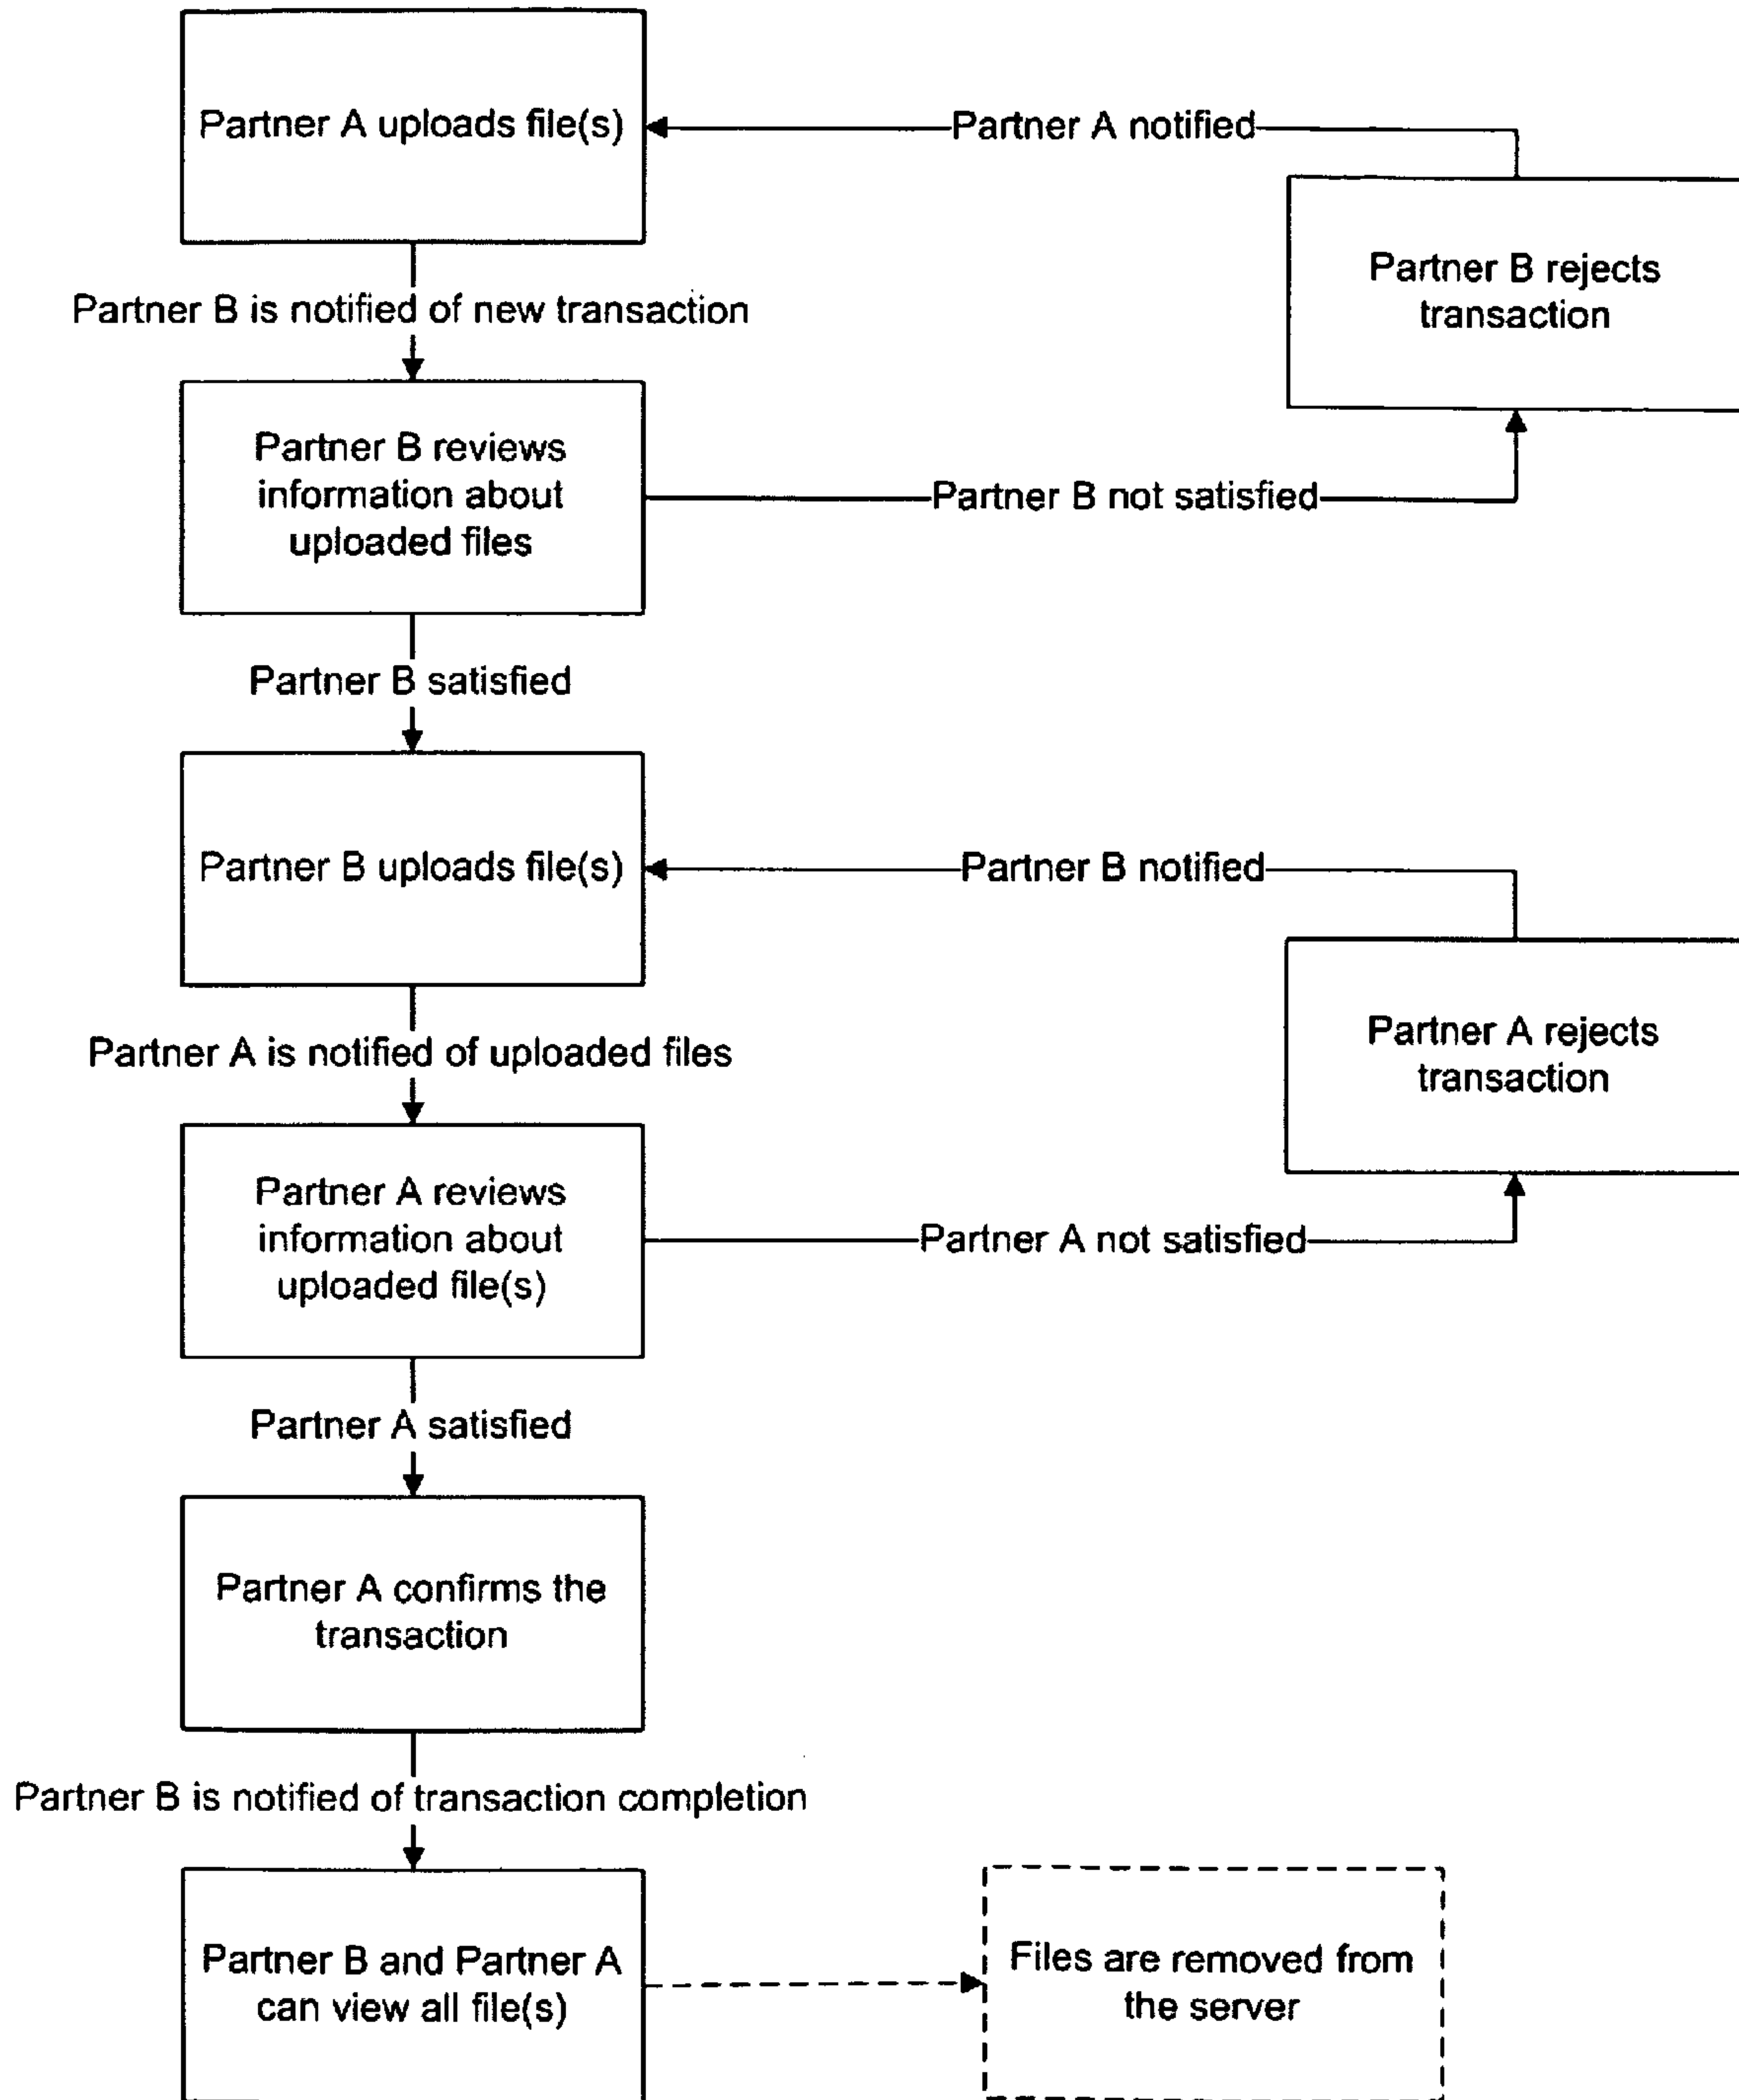 Partner A uploads file(s)
Partner A notified
Partner B rejects
transaction
Partner B is notified of new transaction
Partner B reviews
information about
uploaded files
Partner B not satisfied
Partner B satisfied
Partner B uploads file(s)
Partner B notified
Partner A rejects
transaction
Partner A is notified of uploaded files
Partner A reviews
information about
uploaded file(s)
Partner A not satisfied
Partner A satisfied
Partner A confirms the
transaction
Partner B is notified of transaction completion
Partner B and Partner A
can view all file(s)
Files are removed from
the server